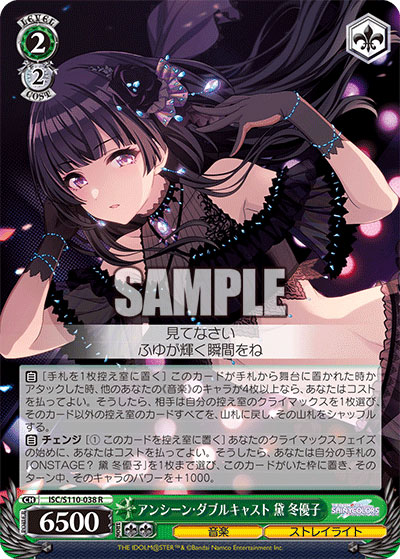 LEVEL
2
2
COST
SAMPLE
見てなさい
ふゆが輝く瞬間をね
自［手札を1枚控え室に置く］このカードが手札から舞台に置かれた時か
アタックした時、他のあなたの《音楽》のキャラが4枚以上なら、あなたはコスト
を払ってよい。そうしたら、相手は自分の控え室のクライマックスを1枚選び、
そのカード以外の控え室のカードすべてを、山札に戻し、その山札をシャッフル
する。
自 チェンジ［① このカードを控え室に置く］あなたのクライマックスフェイズ
の始めに、あなたはコストを払ってよい。そうしたら、あなたは自分の手札の
『ONSTAGE？ 黛 冬優子』を1枚まで選び、このカードがいた枠に置き、その
ターン中、そのキャラのパワーを＋1000。
CH
ISC/S110-038 R
アンシーン・ダブルキャスト 黛 冬優子
SHINYCOLORS
6500
音楽
ストレイライト
THE IDOLM@STER™& ©Bandai Namco Entertainment Inc.